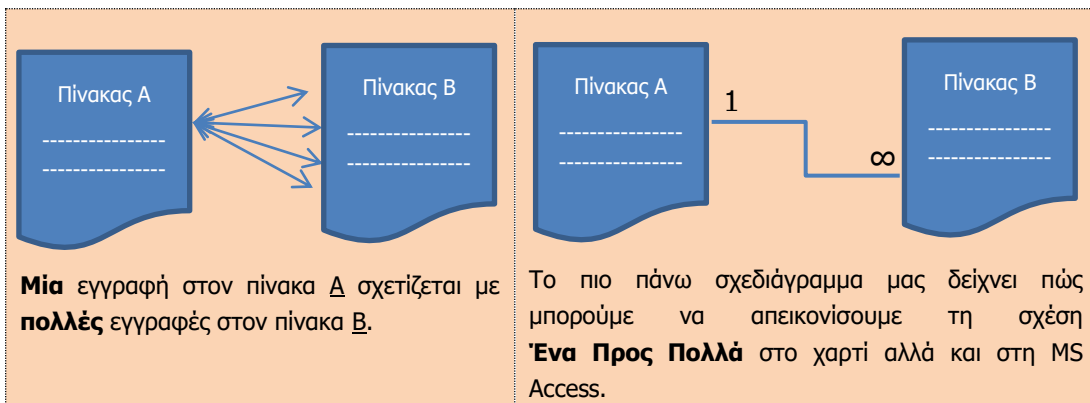 Πίνακας Α
----------------------
----------------------
Πίνακας Β
----------------------
----------------------
Μία εγγραφή στον πίνακα Α σχετίζεται με
πολλές εγγραφές στον πίνακα Β.
Πίνακας Α
----------------------
----------------------
1
∞
Πίνακας Β
----------------------
----------------------
Το πιο πάνω σχεδιάγραμμα μας δείχνει πώς
μπορούμε να απεικονίσουμε τη σχέση
Ένα Προς Πολλά στο χαρτί αλλά και στη MS
Access.